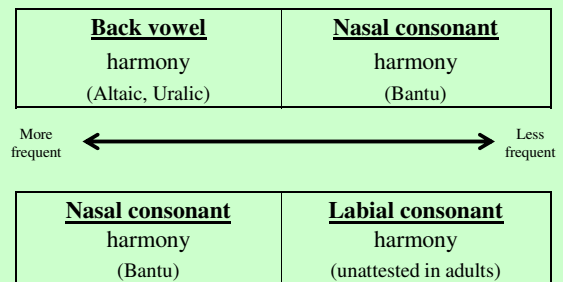 Back vowel
harmony
(Altaic, Uralic)
Nasal consonant
harmony
(Bantu)
More
frequent
Less
frequent
Nasal consonant
harmony
(Bantu)
Labial consonant
harmony
(unattested in adults)